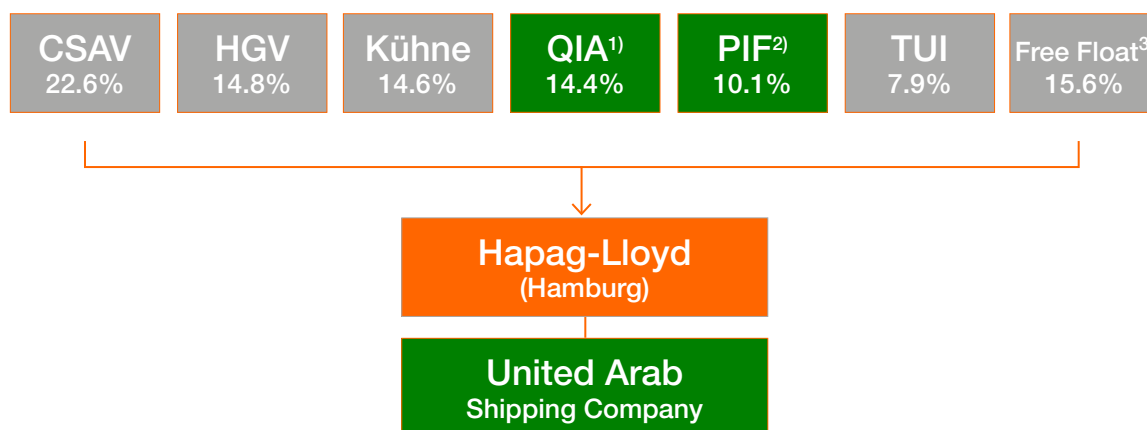 CSAV
22.6%
HGV
14.8%
Kühne
14.6%
QIA¹⁾
14.4%
PIF²⁾
10.1%
TUI
7.9%
Free Float³
15.6%
Hapag-Lloyd
(Hamburg)
United Arab
Shipping Company